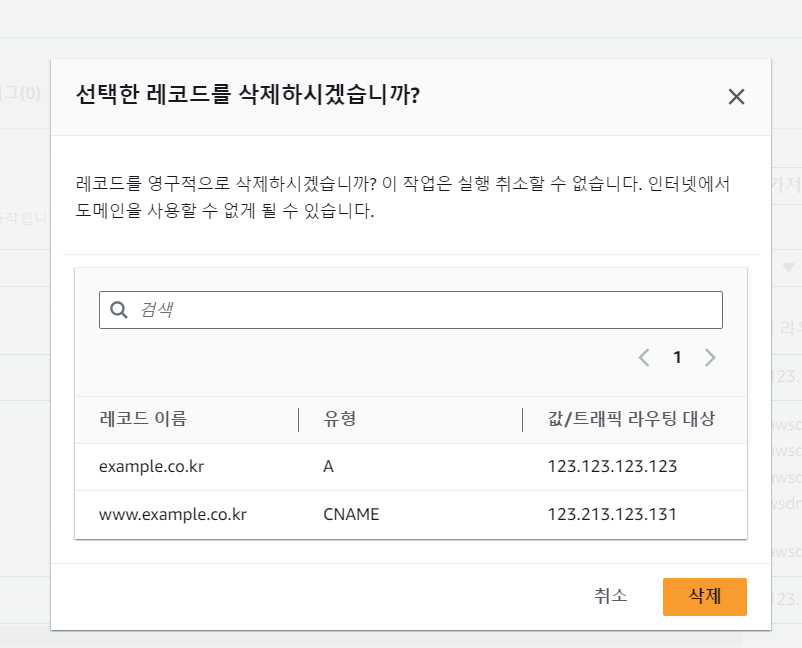 선택한 레코드를 삭제하시겠습니까?
레코드를 영구적으로 삭제하시겠습니까? 이 작업은 실행 취소할 수 없습니다. 인터넷에서
도메인을 사용할 수 없게 될 수 있습니다.
검색
1
레코드 이름 유형 값/트래픽 라우팅 대상
example.co.kr A 123.123.123.123
www.example.co.kr CNAME 123.213.123.131
취소 삭제